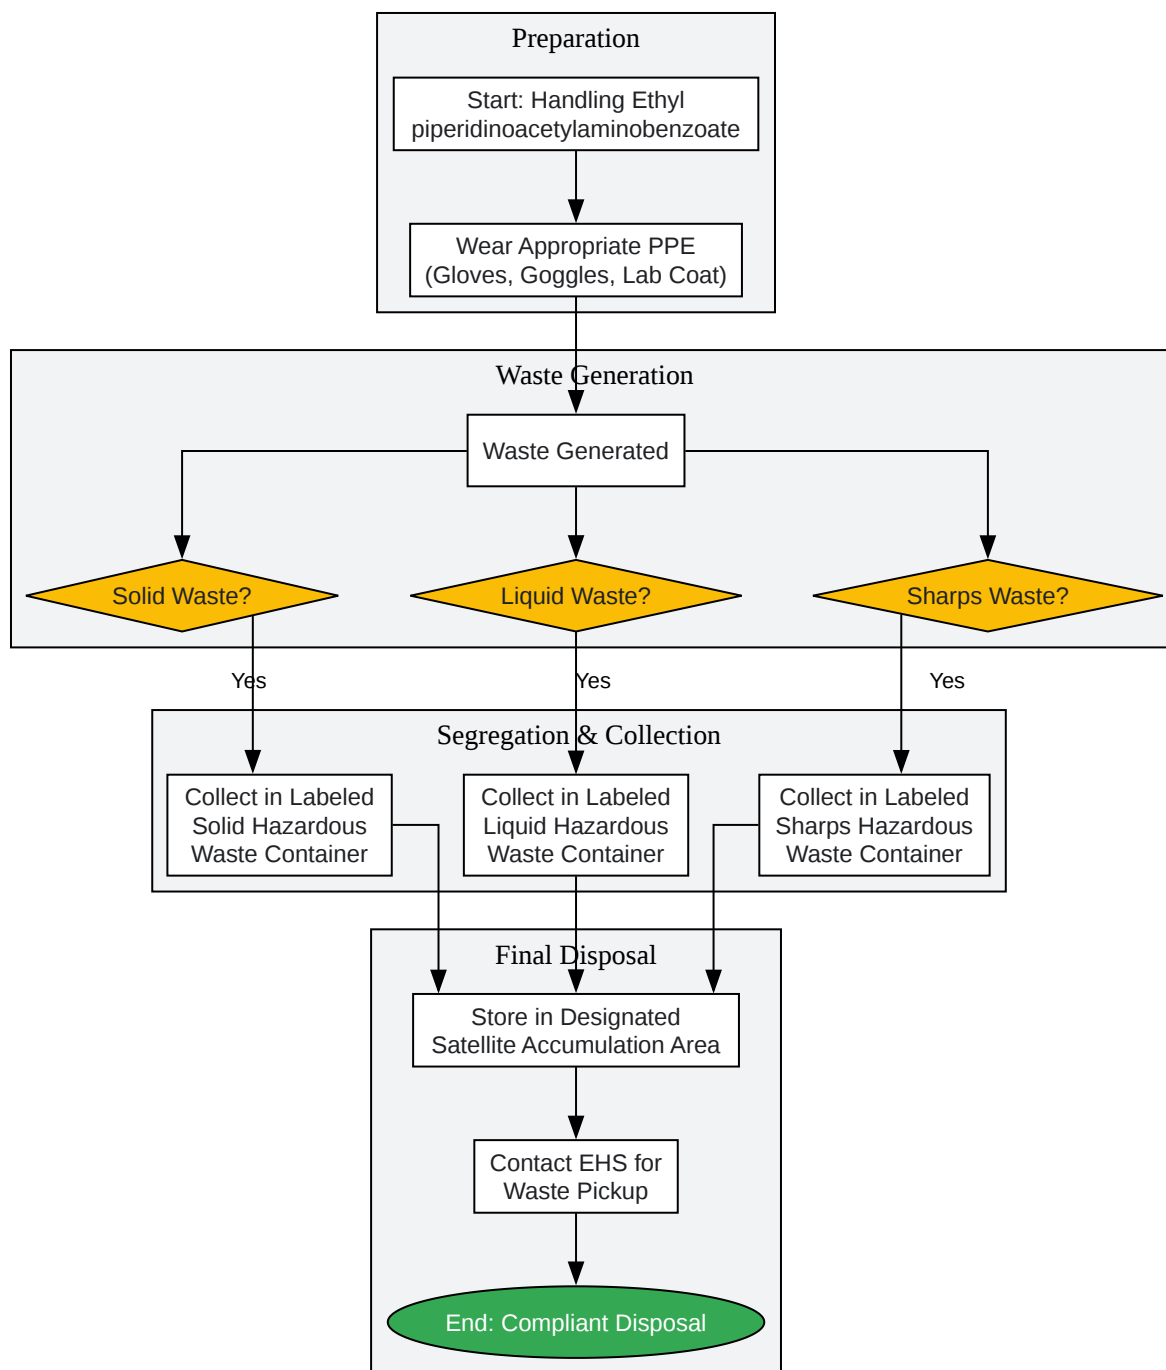 Preparation
Start: Handling Ethyl
piperidinoacetylaminobenzoate
Wear Appropriate PPE
(Gloves, Goggles, Lab Coat)
Waste Generation
Waste Generated
Solid Waste?
Liquid Waste?
Sharps Waste?
Yes
Yes
Yes
Segregation & Collection
Collect in Labeled
Solid Hazardous
Waste Container
Collect in Labeled
Liquid Hazardous
Waste Container
Collect in Labeled
Sharps Hazardous
Waste Container
Final Disposal
Store in Designated
Satellite Accumulation Area
Contact EHS for
Waste Pickup
End: Compliant Disposal